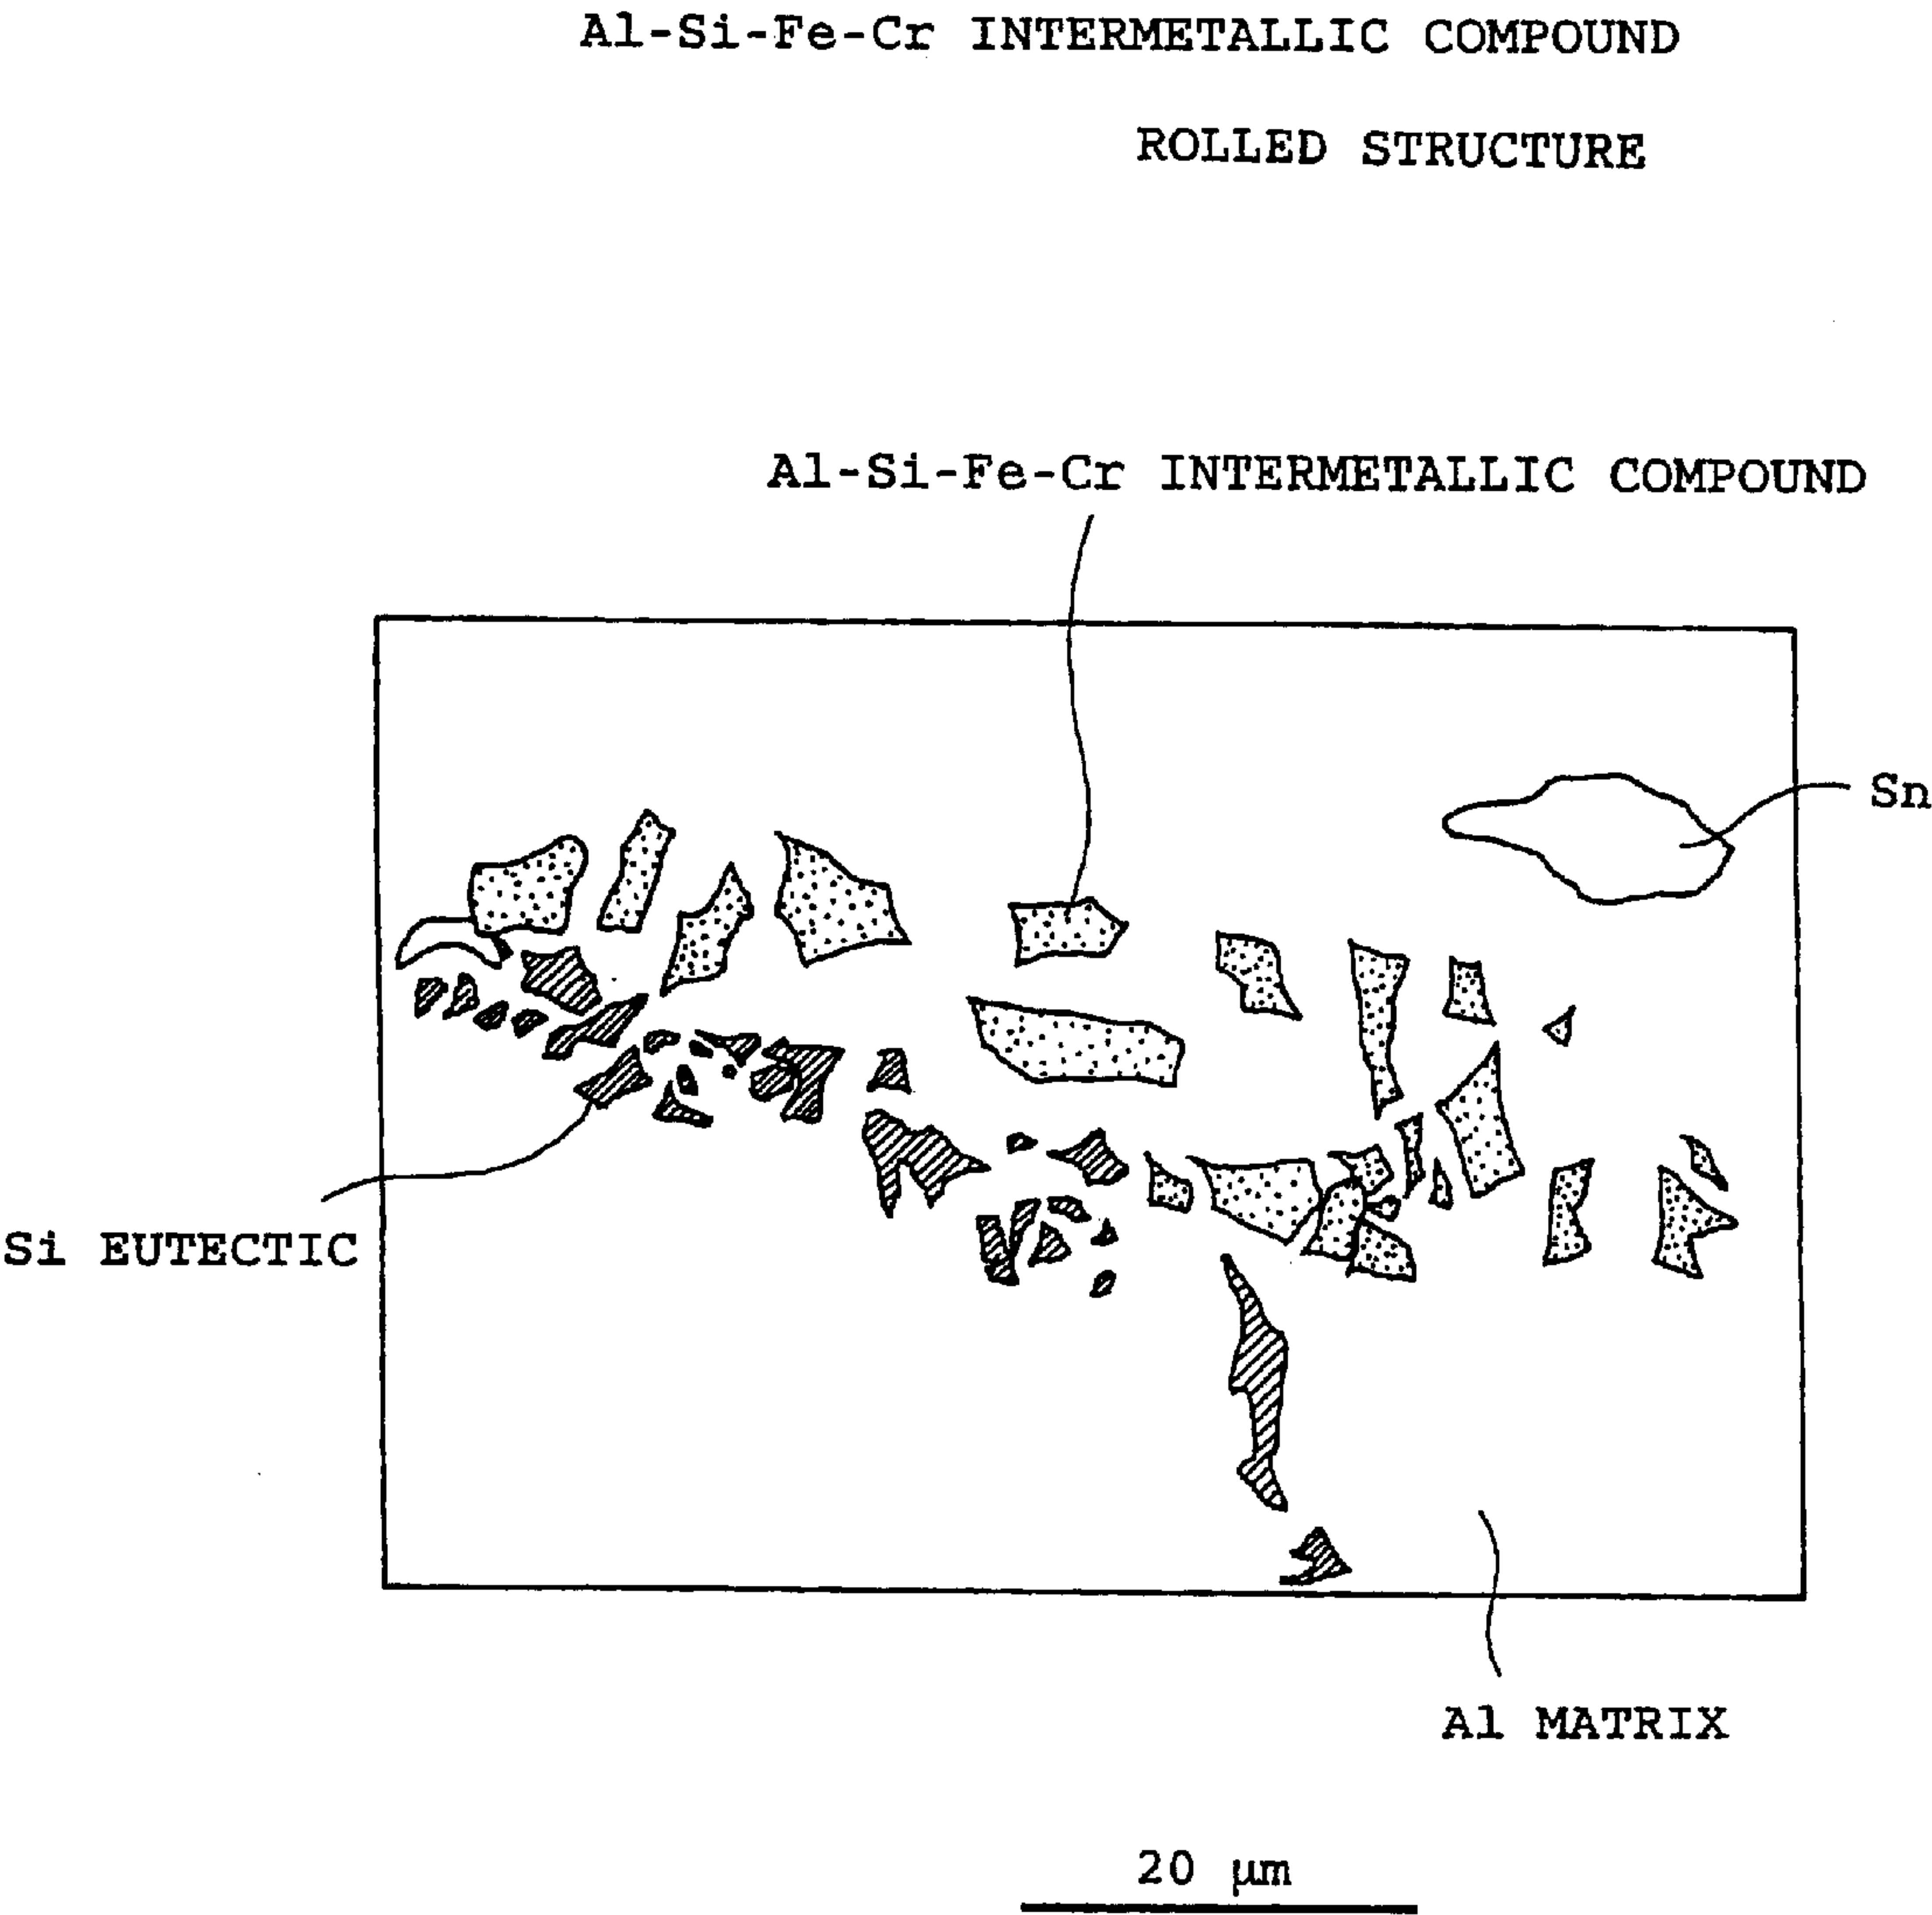 Al-Si-Fe-Cr INTERMETALLIC COMPOUND
ROLLED STRUCTURE
Al-Si-Fe-Cr INTERMETALLIC COMPOUND
Sn
Si EUTECTIC
Al MATRIX
20 μm